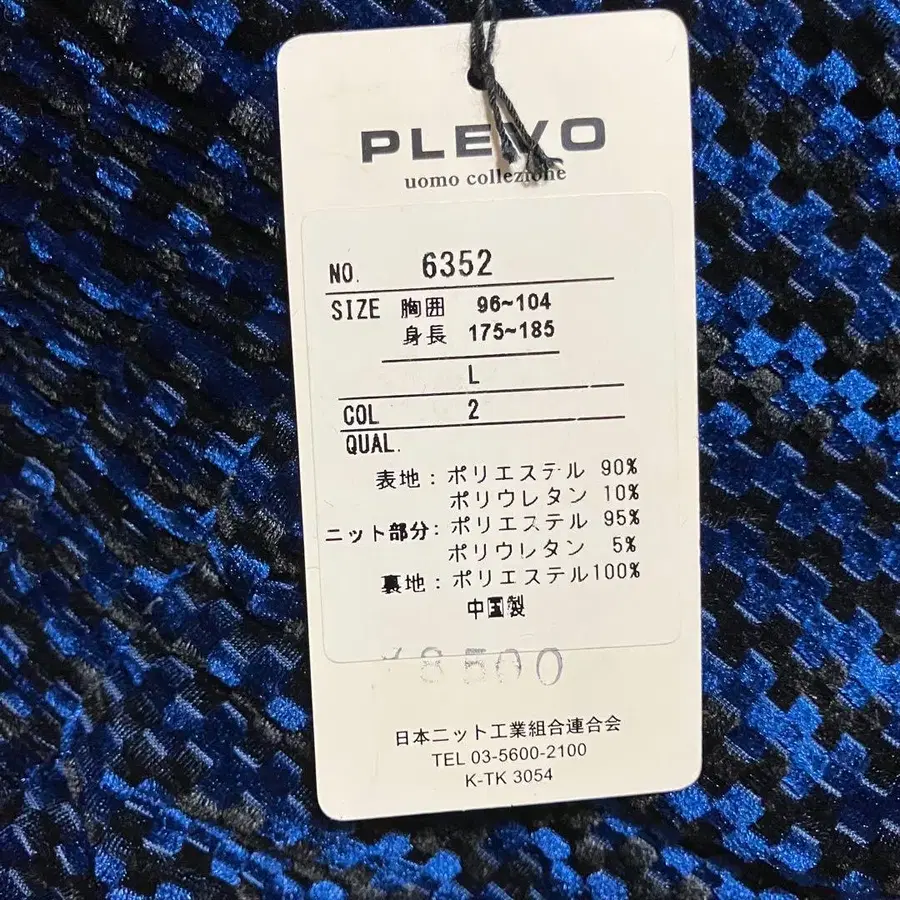 PLEVO
uomo collezione
NO. 6352
SIZE 胸囲 96~104
身長 175~185
L
COL 2
QUAL.
表地:ポリエステル 90%
ポリウレタン 10%
ニット部分:ポリエステル 95%
ポリウレタン 5%
裏地:ポリエステル100%
中国製
¥8500
日本ニット工業組合連合会
TEL 03-5600-2100
K-TK 3054